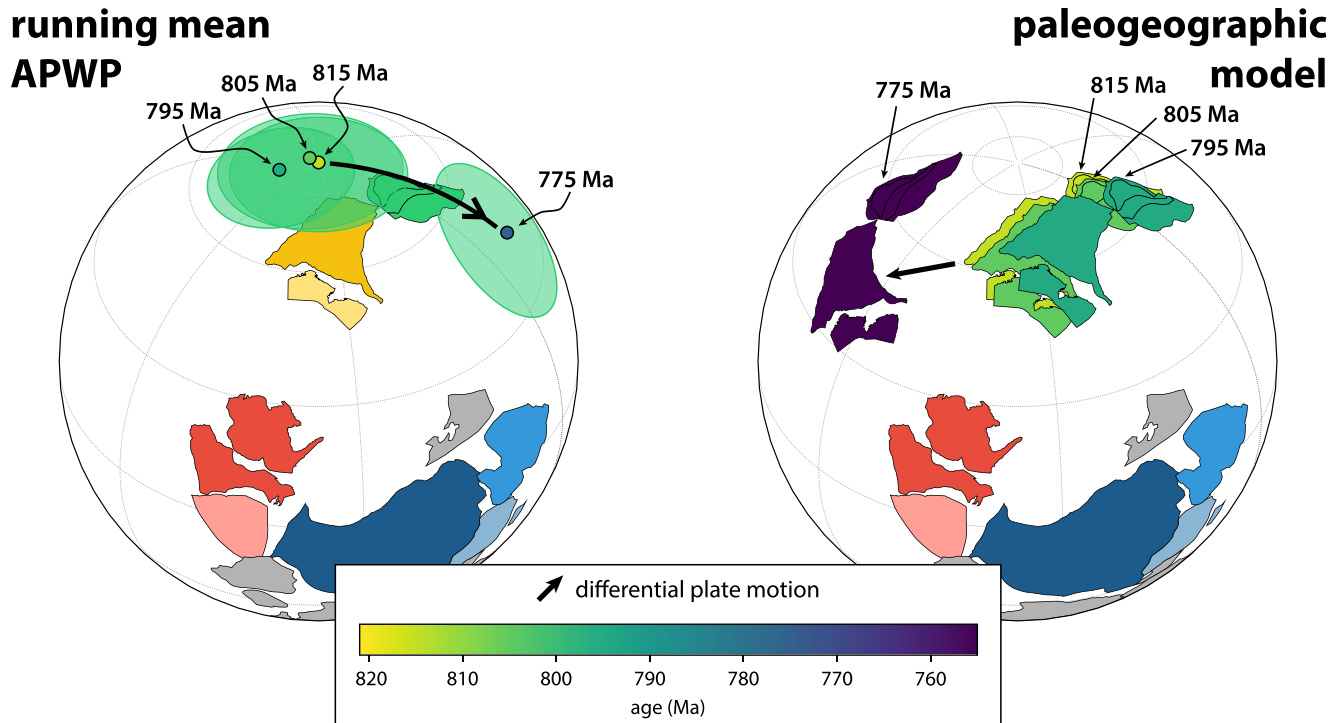 running mean
APWP
815 Ma
805 Ma
795 Ma
775 Ma
paleogeographic
model
775 Ma
815 Ma
805 Ma
795 Ma
differential plate motion
820 810 800 790 780 770 760
age (Ma)